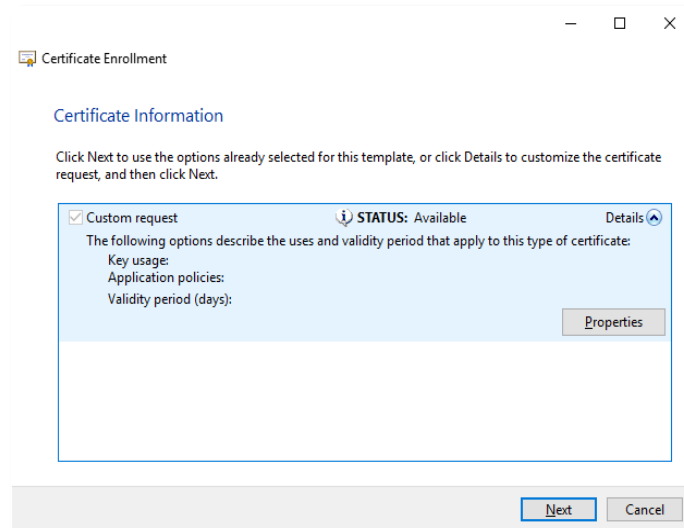 Certificate Enrollment
Certificate Information
Click Next to use the options already selected for this template, or click Details to customize the certificate
request, and then click Next.
Custom request STATUS: Available Details
The following options describe the uses and validity period that apply to this type of certificate:
Key usage:
Application policies:
Validity period (days):
Properties
Next Cancel